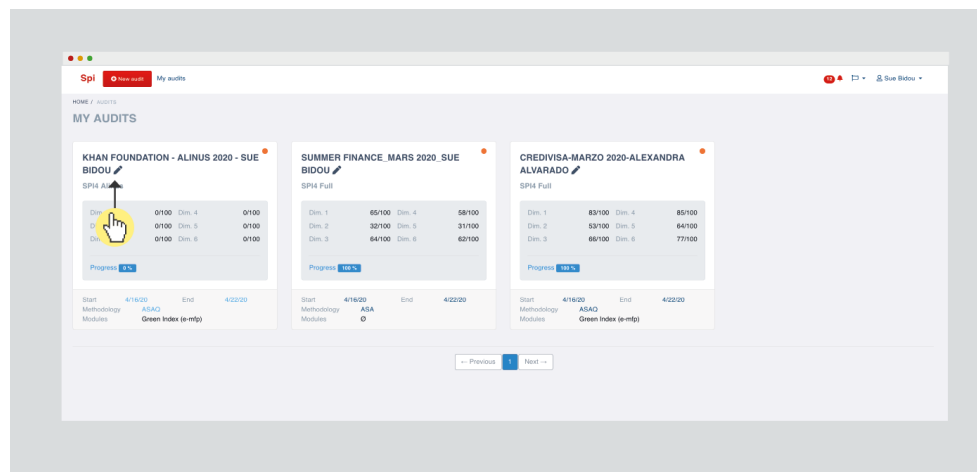 Spi New audit My audits 12 Sue Bidou
HOME / AUDITS
MY AUDITS
KHAN FOUNDATION - ALINUS 2020 - SUE
BIDOU
SPI4
Dim. 4
0/100 0/100
0/100 Dim. 5 0/100
0/100 Dim. 6 0/100
Progress 0 %
Start 4/16/20 End 4/22/20
Methodology ASAQ
Modules Green Index (e-mfp)
SUMMER FINANCE_MARS 2020_SUE
BIDOU
SPI4 Full
Dim. 1 65/100 Dim. 4 58/100
Dim. 2 32/100 Dim. 5 31/100
Dim. 3 64/100 Dim. 6 62/100
Progress 100 %
Start 4/16/20 End 4/22/20
Methodology ASA
Modules Ø
CREDIVISA-MARZO 2020-ALEXANDRA
ALVARADO
SPI4 Full
Dim. 1 83/100 Dim. 4 85/100
Dim. 2 53/100 Dim. 5 64/100
Dim. 3 66/100 Dim. 6 77/100
Progress 100 %
Start 4/16/20 End 4/22/20
Methodology ASAQ
Modules Green Index (e-mfp)
← Previous 1 Next →